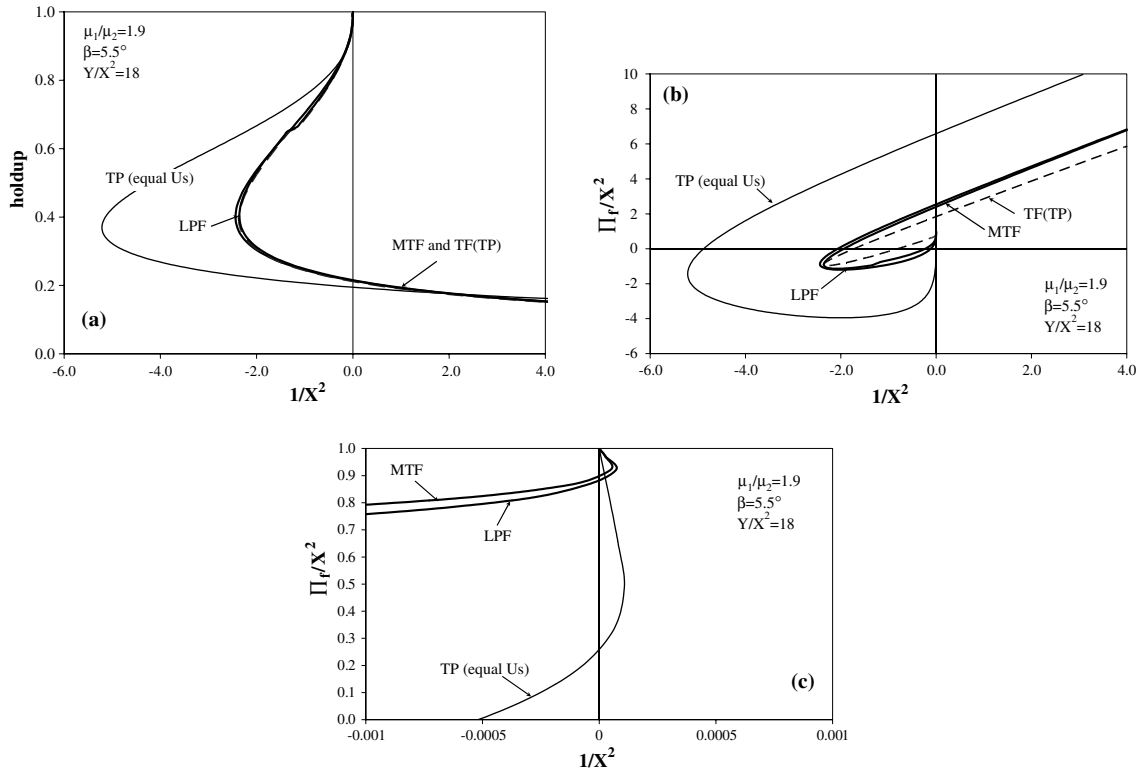 1.0
0.8
0.6
0.4
0.2
0.0
holdup
μ₁/μ₂=1.9
β=5.5°
Y/X²=18
TP (equal Us)
LPF
MTF and TF(TP)
(a)
-6.0 -4.0 -2.0 0.0 2.0 4.0
1/X²
10
8
6
4
2
0
-2
-4
-6
Πf/X²
(b)
TP (equal Us)
TF(TP)
MTF
LPF
μ₁/μ₂=1.9
β=5.5°
Y/X²=18
-6.0 -4.0 -2.0 0.0 2.0 4.0
1/X²
1.0
0.9
0.8
0.7
0.6
0.5
0.4
0.3
0.2
0.1
0.0
Πf/X²
MTF
LPF
μ₁/μ₂=1.9
β=5.5°
Y/X²=18
TP (equal Us)
(c)
-0.001 -0.0005 0 0.0005 0.001
1/X²